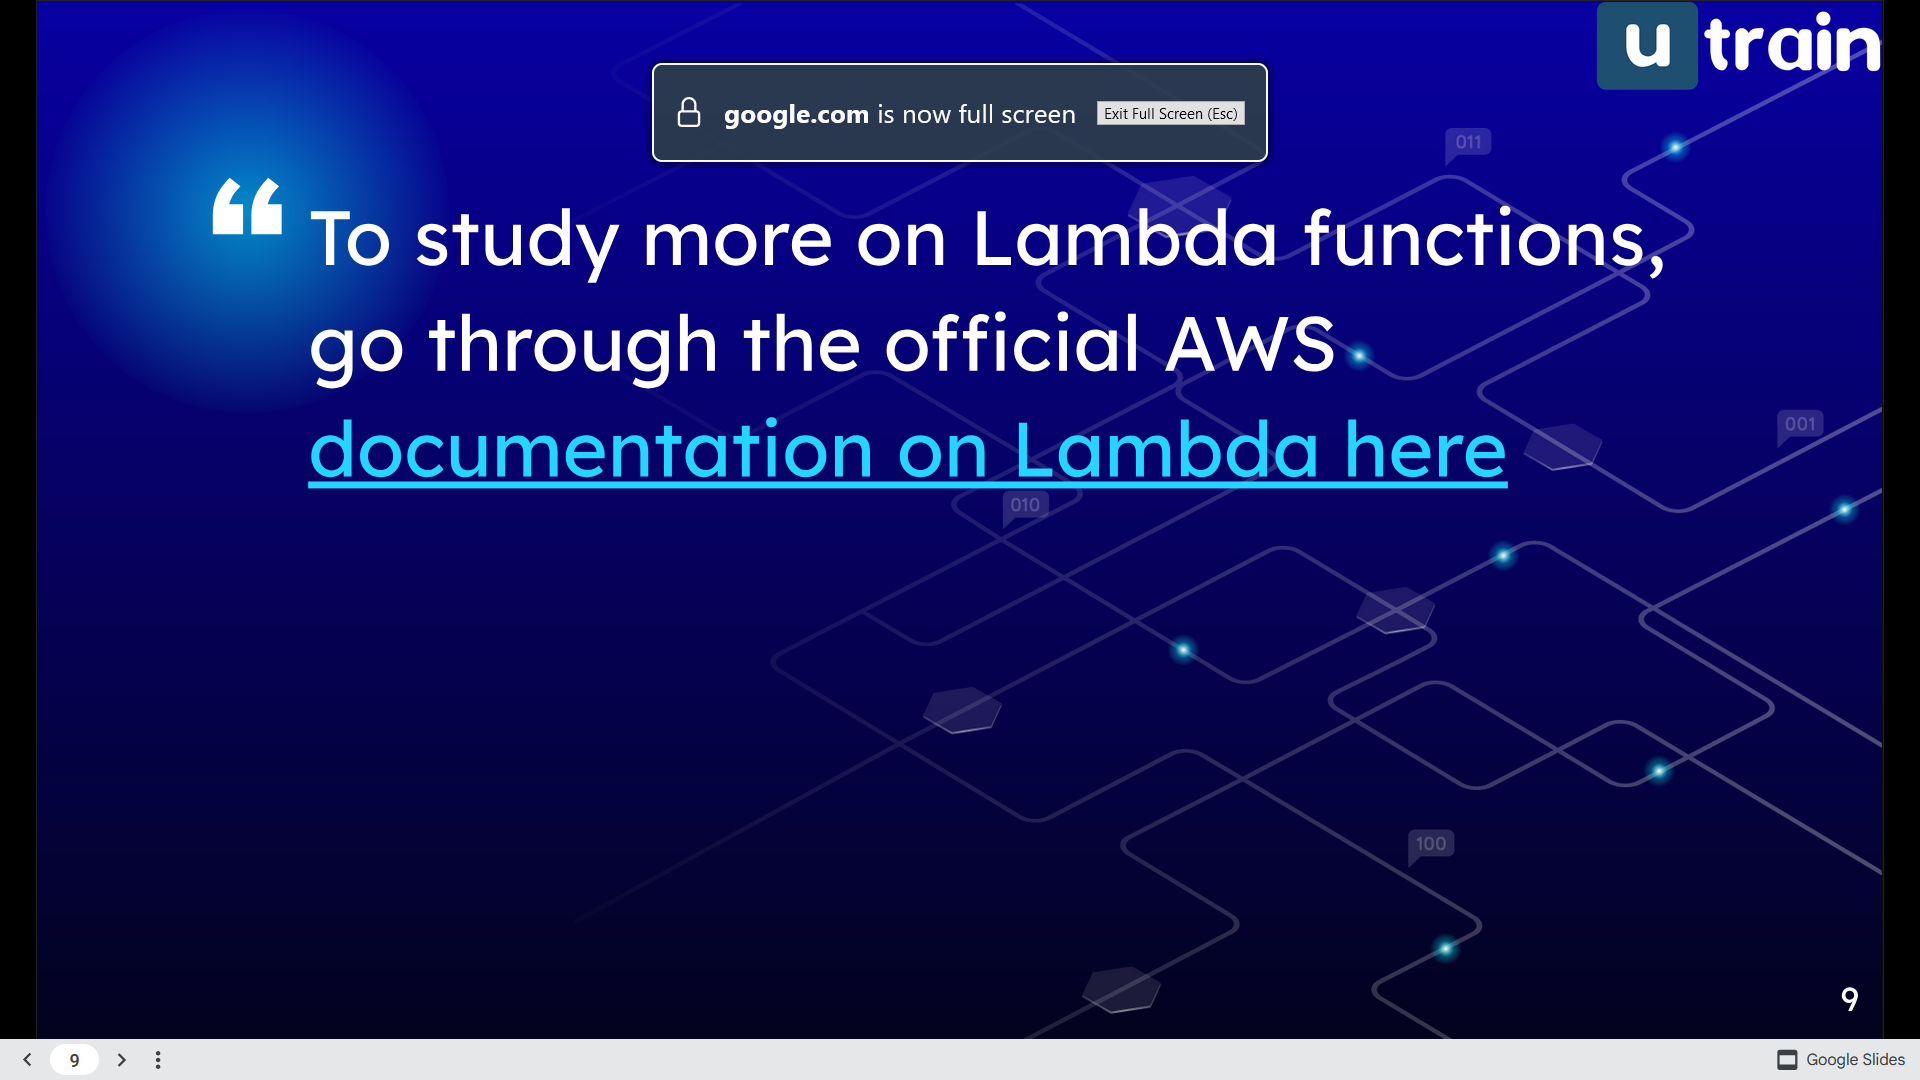 u train
google.com is now full screen Exit Full Screen (Esc)
011
“ To study more on Lambda functions,
go through the official AWS
documentation on Lambda here
001
010
100
9
9
Google Slides